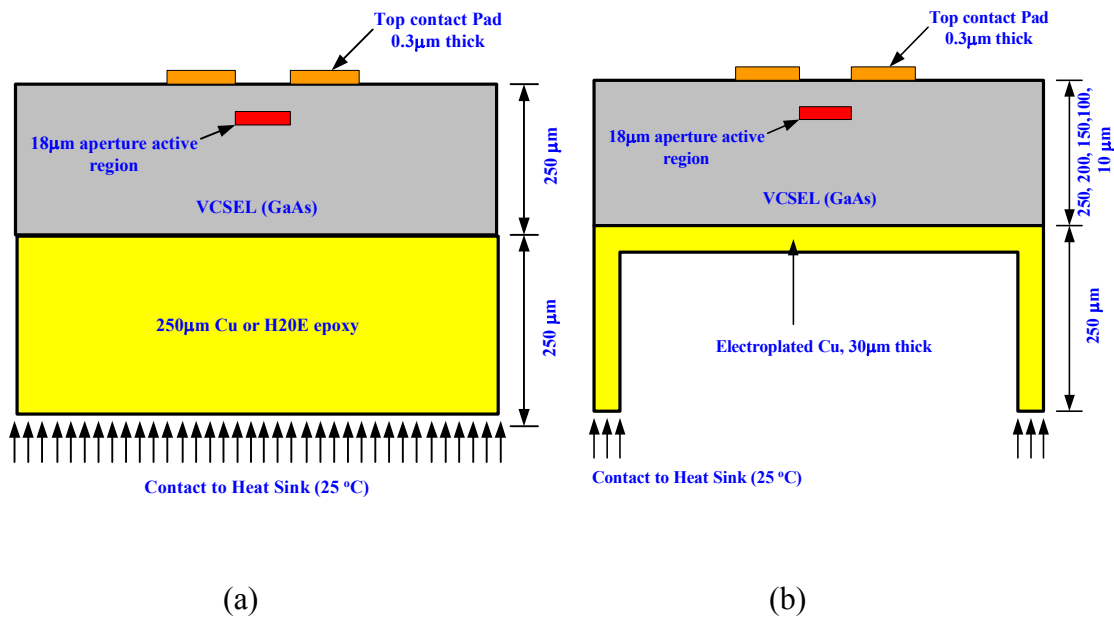 Top contact Pad
0.3μm thick
18μm aperture active
region
VCSEL (GaAs)
250 μm
250μm Cu or H20E epoxy
250 μm
Contact to Heat Sink (25 °C)
(a)
Top contact Pad
0.3μm thick
18μm aperture active
region
VCSEL (GaAs)
250, 200, 150,100,
10 μm
Electroplated Cu, 30μm thick
250 μm
Contact to Heat Sink (25 °C)
(b)